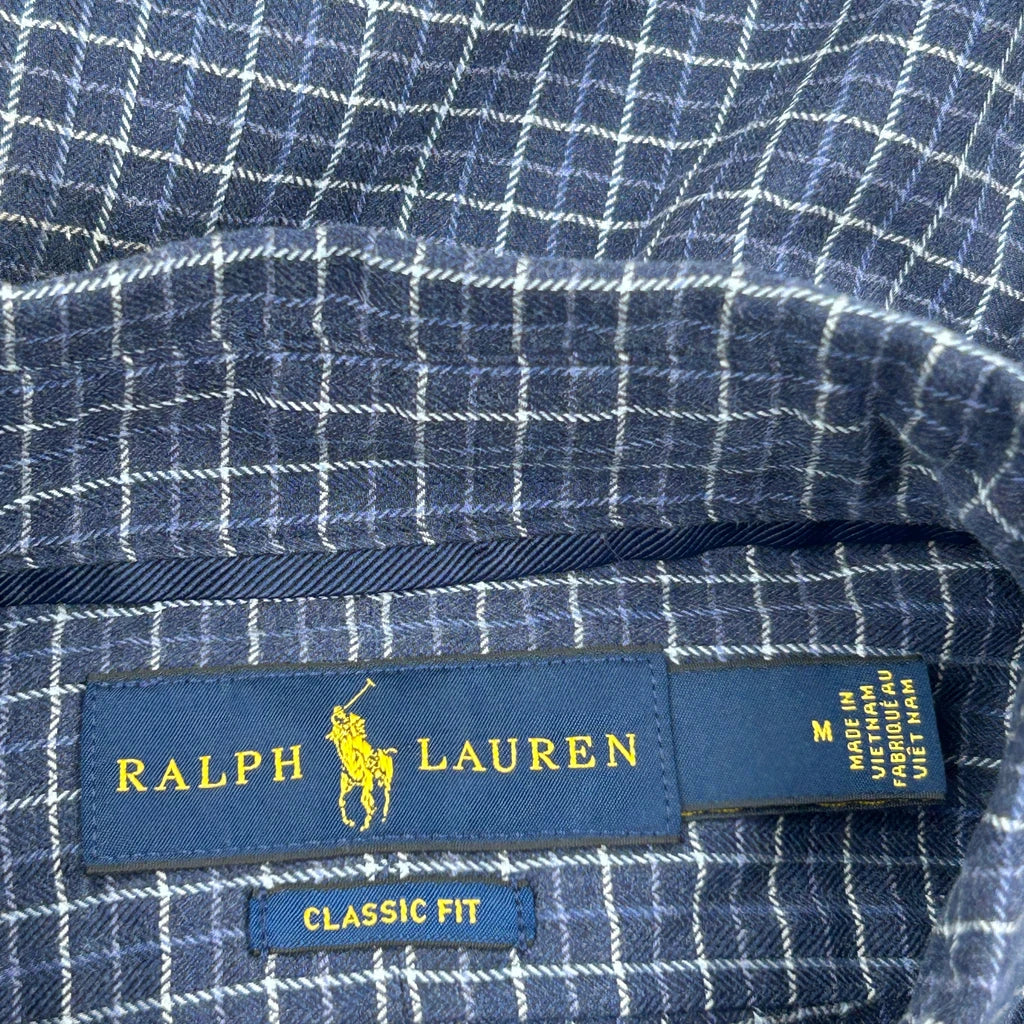 RALPH LAUREN
M
MADE IN
VIETNAM
FABRIQUÉ AU
VIÊT NAM
CLASSIC FIT